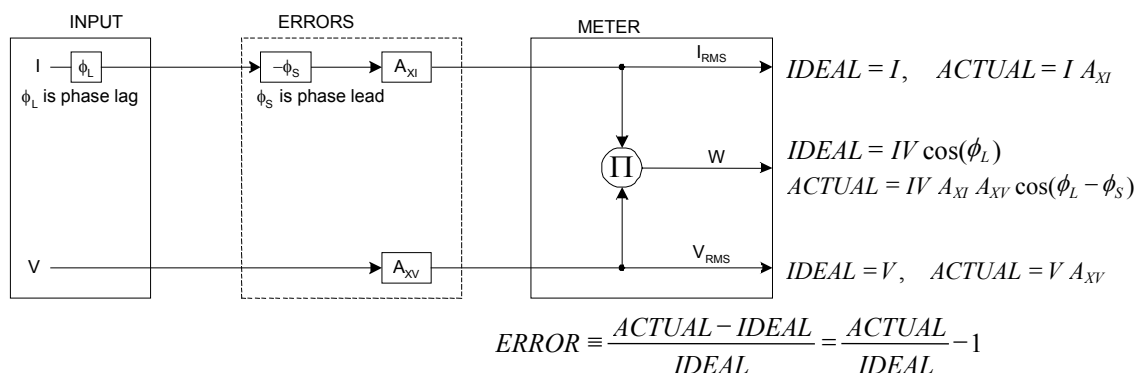 INPUT
ERRORS
METER
I
ϕL
−ϕS
AXI
IRMS
IDEAL = I, ACTUAL = I AXI
ϕL is phase lag
ϕS is phase lead
Π
W
IDEAL = IV cos(ϕL)
ACTUAL = IV AXI AXV cos(ϕL − ϕS)
V
AXV
VRMS
IDEAL = V, ACTUAL = V AXV
ERROR ≡ ACTUAL − IDEAL / IDEAL = ACTUAL / IDEAL − 1